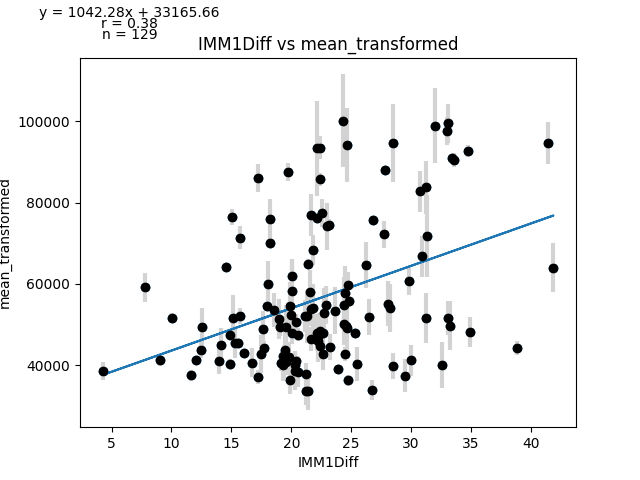 y = 1042.28x + 33165.66
r = 0.38
n = 129
IMM1Diff vs mean_transformed
100000
80000
60000
40000
mean_transformed
5 10 15 20 25 30 35 40
IMM1Diff